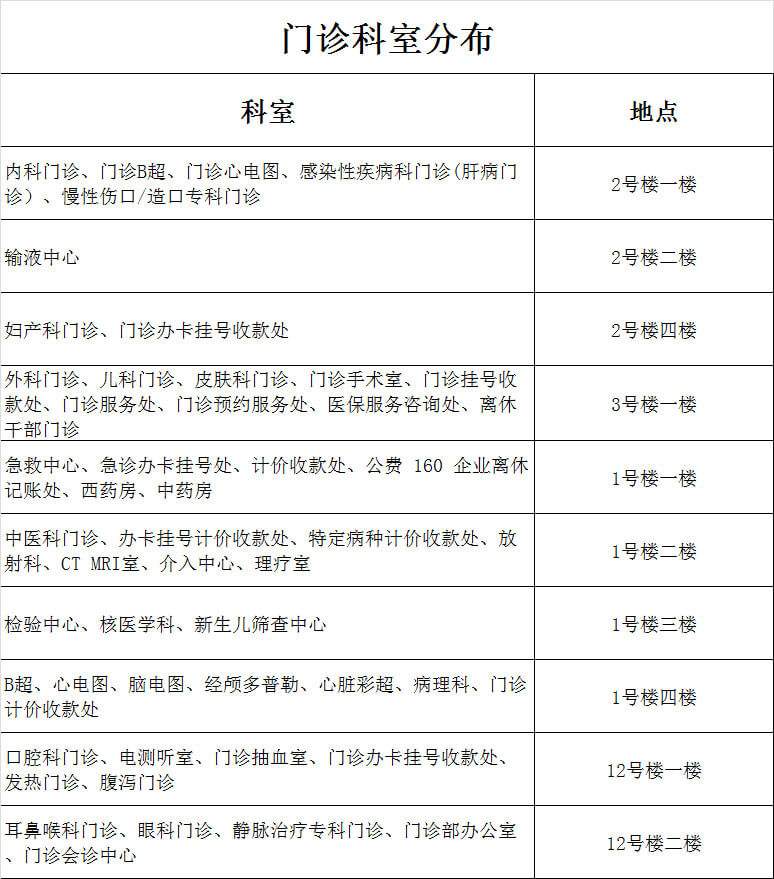 门诊科室分布
科室
地点
内科门诊、门诊B超、门诊心电图、感染性疾病科门诊(肝病门
诊）、慢性伤口/造口专科门诊
2号楼一楼
输液中心
2号楼二楼
妇产科门诊、门诊办卡挂号收款处
2号楼四楼
外科门诊、儿科门诊、皮肤科门诊、门诊手术室、门诊挂号收
款处、门诊服务处、门诊预约服务处、医保服务咨询处、离休
干部门诊
3号楼一楼
急救中心、急诊办卡挂号处、计价收款处、公费 160 企业离休
记账处、西药房、中药房
1号楼一楼
中医科门诊、办卡挂号计价收款处、特定病种计价收款处、放
射科、CT MRI室、介入中心、理疗室
1号楼二楼
检验中心、核医学科、新生儿筛查中心
1号楼三楼
B超、心电图、脑电图、经颅多普勒、心脏彩超、病理科、门诊
计价收款处
1号楼四楼
口腔科门诊、电测听室、门诊抽血室、门诊办卡挂号收款处、
发热门诊、腹泻门诊
12号楼一楼
耳鼻喉科门诊、眼科门诊、静脉治疗专科门诊、门诊部办公室
、门诊会诊中心
12号楼二楼